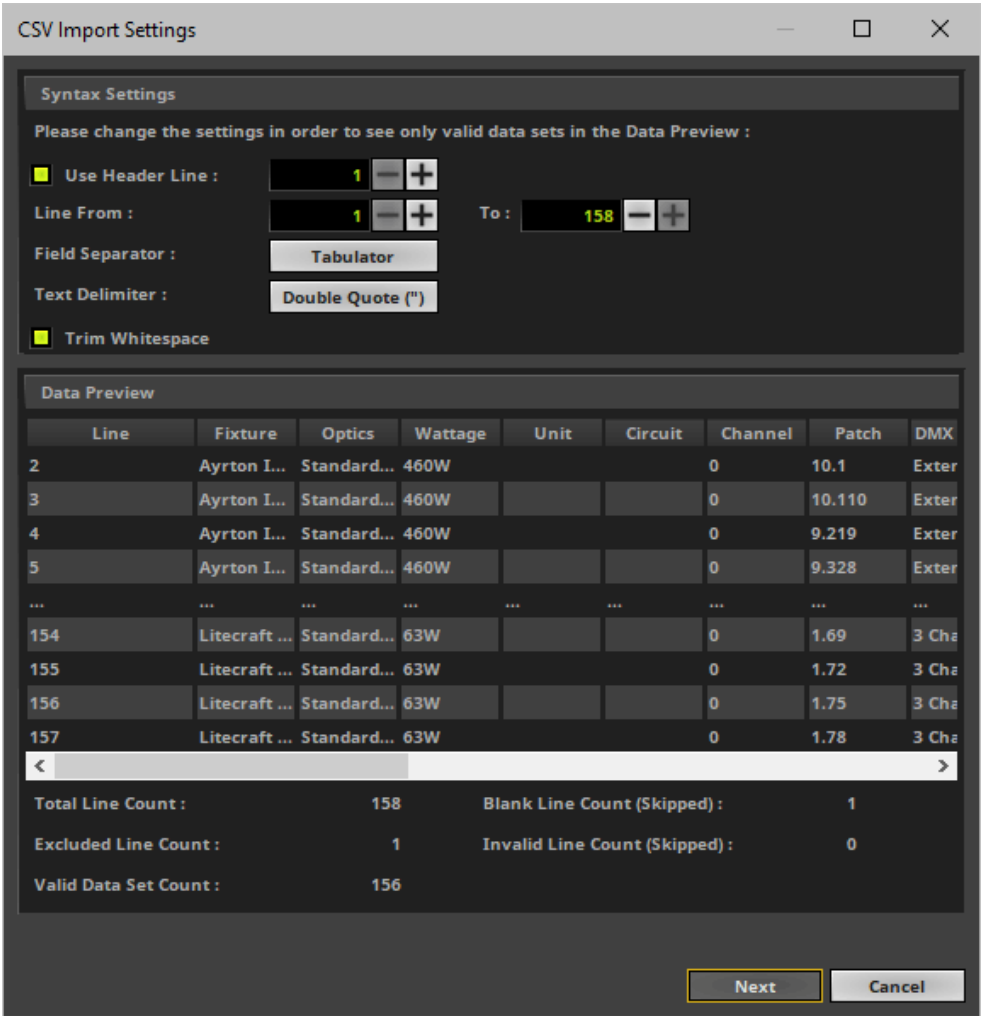 CSV Import Settings
Syntax Settings
Please change the settings in order to see only valid data sets in the Data Preview :
Use Header Line : 1
Line From : 1 To : 158
Field Separator : Tabulator
Text Delimiter : Double Quote (")
Trim Whitespace
Data Preview
Line Fixture Optics Wattage Unit Circuit Channel Patch DMX
2 Ayrton I... Standard... 460W 0 10.1 Exter
3 Ayrton I... Standard... 460W 0 10.110 Exter
4 Ayrton I... Standard... 460W 0 9.219 Exter
5 Ayrton I... Standard... 460W 0 9.328 Exter
... ... ... ... ... ... ... ... ...
154 Litecraft ... Standard... 63W 0 1.69 3 Cha
155 Litecraft ... Standard... 63W 0 1.72 3 Cha
156 Litecraft ... Standard... 63W 0 1.75 3 Cha
157 Litecraft ... Standard... 63W 0 1.78 3 Cha
Total Line Count : 158 Blank Line Count (Skipped) : 1
Excluded Line Count : 1 Invalid Line Count (Skipped) : 0
Valid Data Set Count : 156
Next Cancel